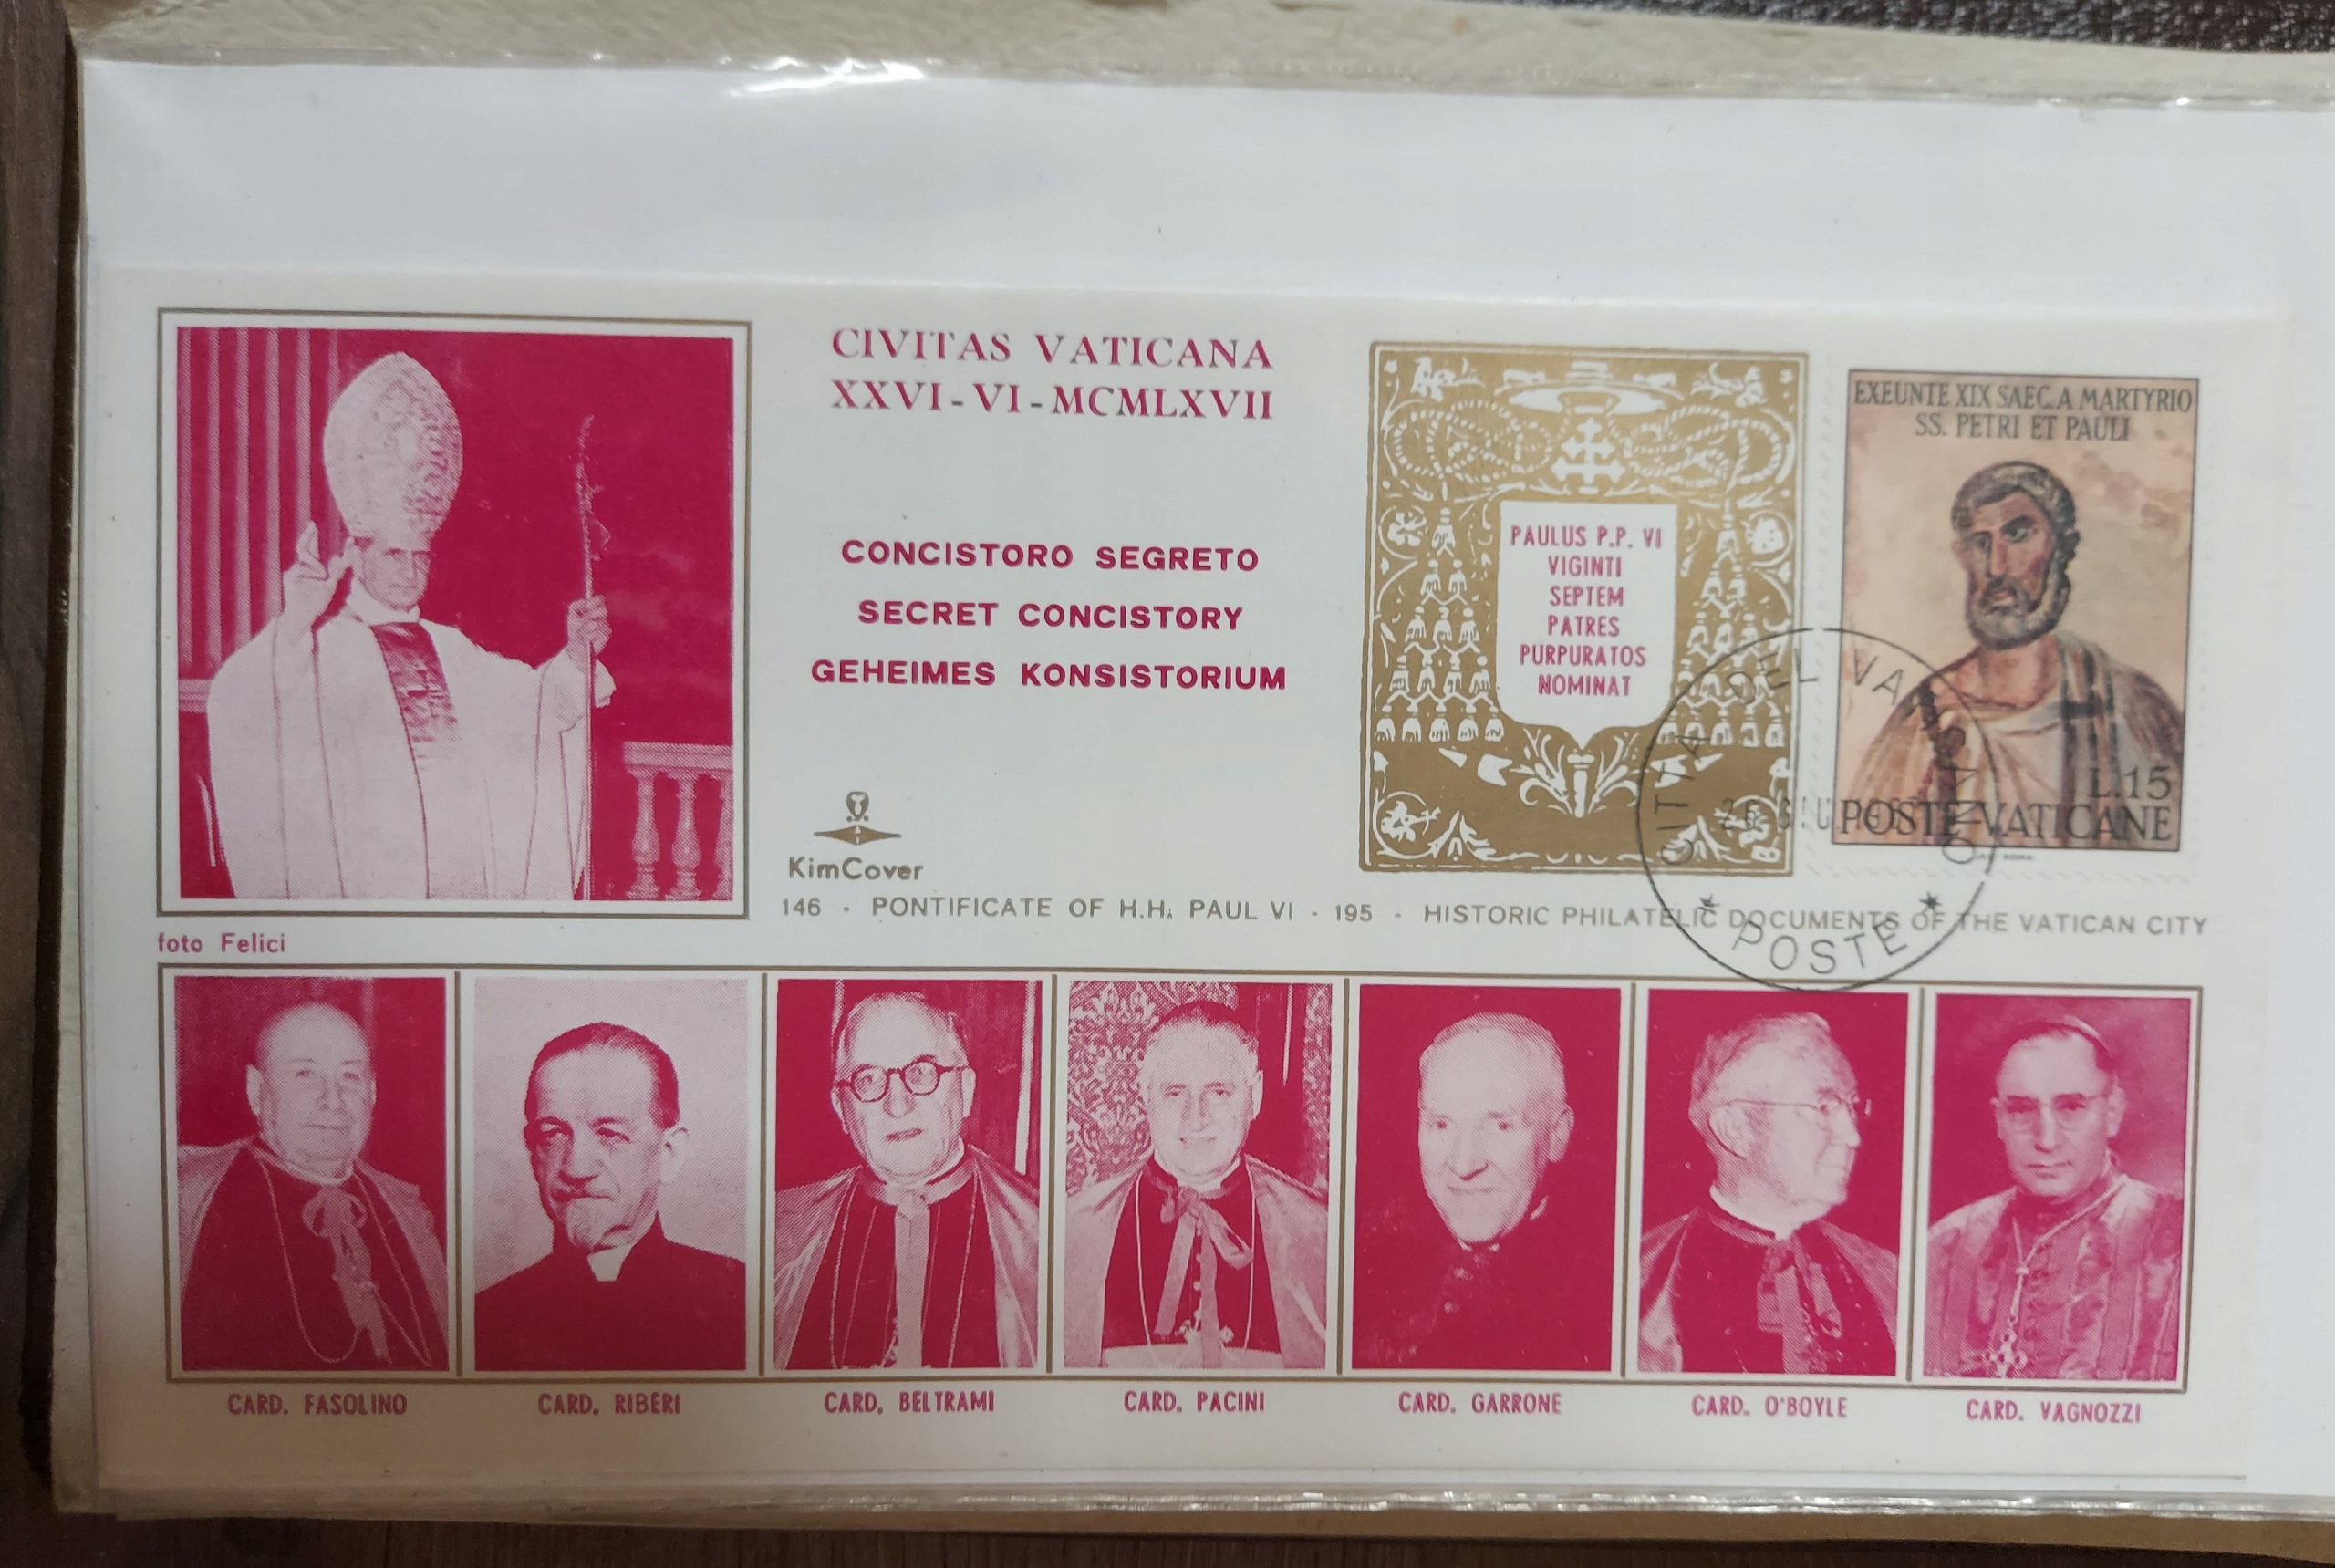 CIVITAS VATICANA
XXVI-VI-MCMLXVII
CONCISTORO SEGRETO
SECRET CONCISTORY
GEHEIMES KONSISTORIUM
KimCover
PAULUS P.P. VI
VIGINTI
SEPTEM
PATRES
PURPURATOS
NOMINAT
EXEUNTE XIX SAEC. A MARTYRIO
SS. PETRI ET PAULI
L.15
POSTE VATICANE
POSTE
146 - PONTIFICATE OF H.H. PAUL VI - 195 - HISTORIC PHILATELIC DOCUMENTS OF THE VATICAN CITY
foto Felici
CARD. FASOLINO
CARD. RIBERI
CARD. BELTRAMI
CARD. PACINI
CARD. GARRONE
CARD. O'BOYLE
CARD. VAGNOZZI